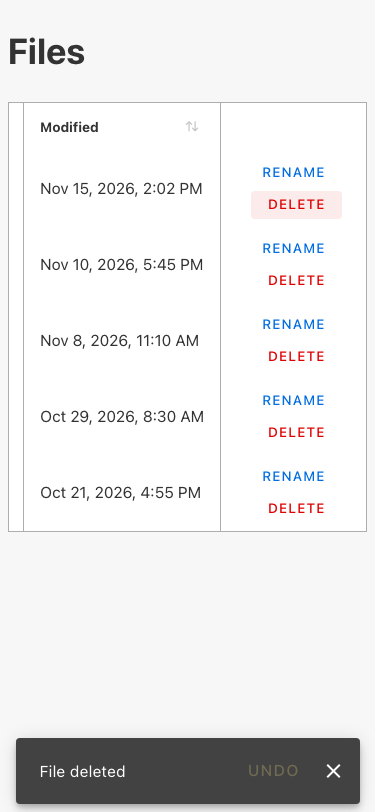 Files
Modified
Nov 15, 2026, 2:02 PM
RENAME
DELETE
Nov 10, 2026, 5:45 PM
RENAME
DELETE
Nov 8, 2026, 11:10 AM
RENAME
DELETE
Oct 29, 2026, 8:30 AM
RENAME
DELETE
Oct 21, 2026, 4:55 PM
RENAME
DELETE
File deleted
UNDO